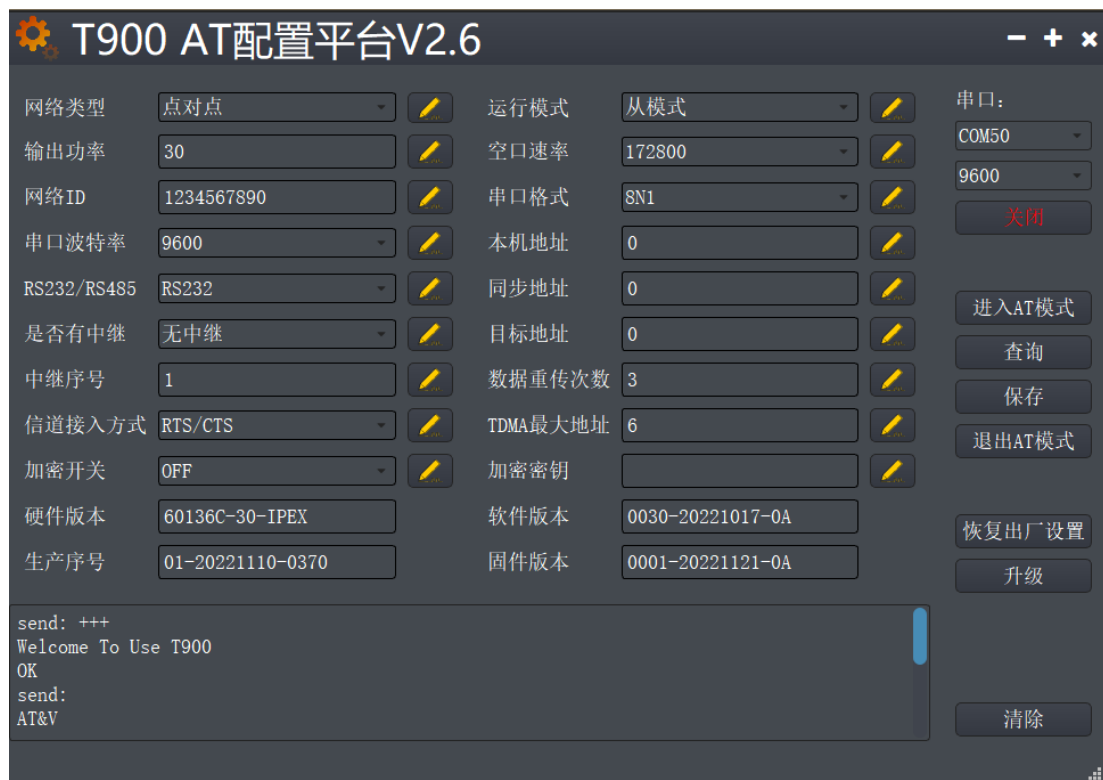 T900 AT配置平台V2.6
网络类型 点对点 运行模式 从模式 串口:
输出功率 30 空口速率 172800 COM50
网络ID 1234567890 串口格式 8N1 9600
关闭
串口波特率 9600 本机地址 0
RS232/RS485 RS232 同步地址 0 进入AT模式
是否有中继 无中继 目标地址 0 查询
中继序号 1 数据重传次数 3 保存
信道接入方式 RTS/CTS TDMA最大地址 6 退出AT模式
加密开关 OFF 加密密钥
硬件版本 60136C-30-IPEX 软件版本 0030-20221017-0A 恢复出厂设置
生产序号 01-20221110-0370 固件版本 0001-20221121-0A 升级
send: +++
Welcome To Use T900
OK
send:
AT&V
清除